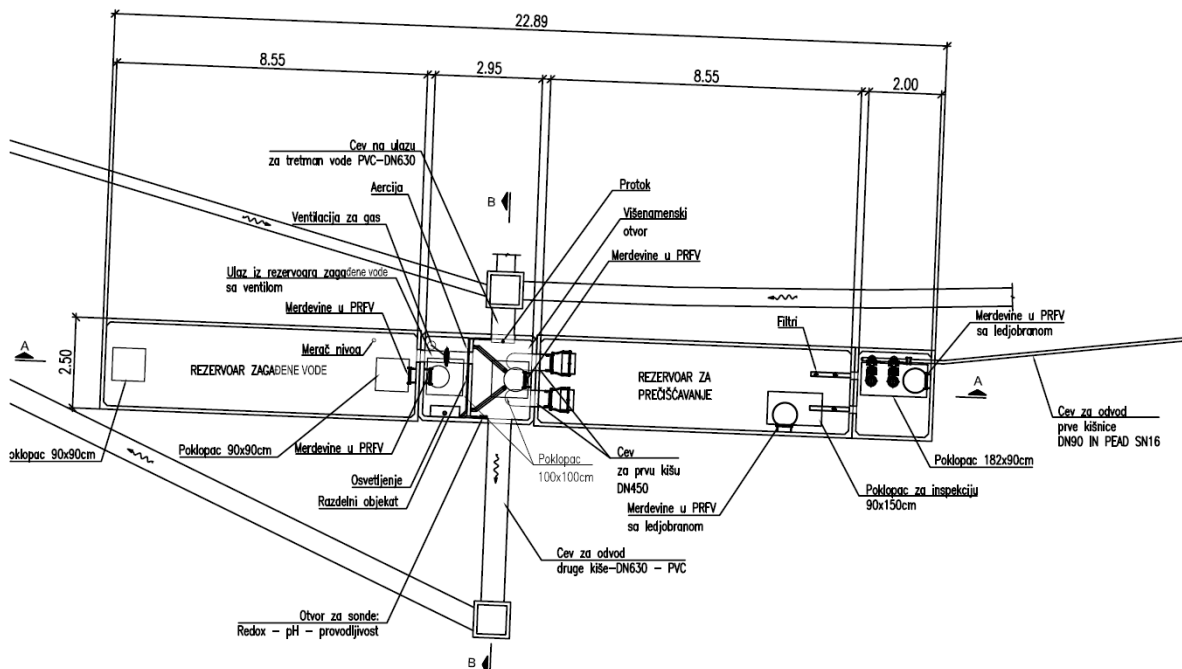 22.89
8.55
2.95
8.55
2.00
Cev na ulazu
za tretman vode PVC-DN630
Aercija
Ventilacija za gas
Ulaz iz rezervoara zagađene vode
sa ventilom
Merdevine u PRFV
Merač nivoa
B
Protok
Višenamenski
otvor
Merdevine u PRFV
Filtri
Merdevine u PRFV
sa ledjobranom
2.50
A
REZERVOAR ZAGAĐENE VODE
REZERVOAR ZA
PREČIŠĆAVANJE
A
Cev za odvod
prve kišnice
DN90 IN PEAD SN16
oklopac 90x90cm
Poklopac 90x90cm
Merdevine u PRFV
Osvetljenje
Razdelni objekat
Poklopac
100x100cm
Cev
za prvu kišu
DN450
Merdevine u PRFV
sa ledjobranom
Poklopac 182x90cm
Poklopac za inspekciju
90x150cm
Cev za odvod
druge kiše-DN630 - PVC
Otvor za sonde:
Redox - pH - provodljivost
B